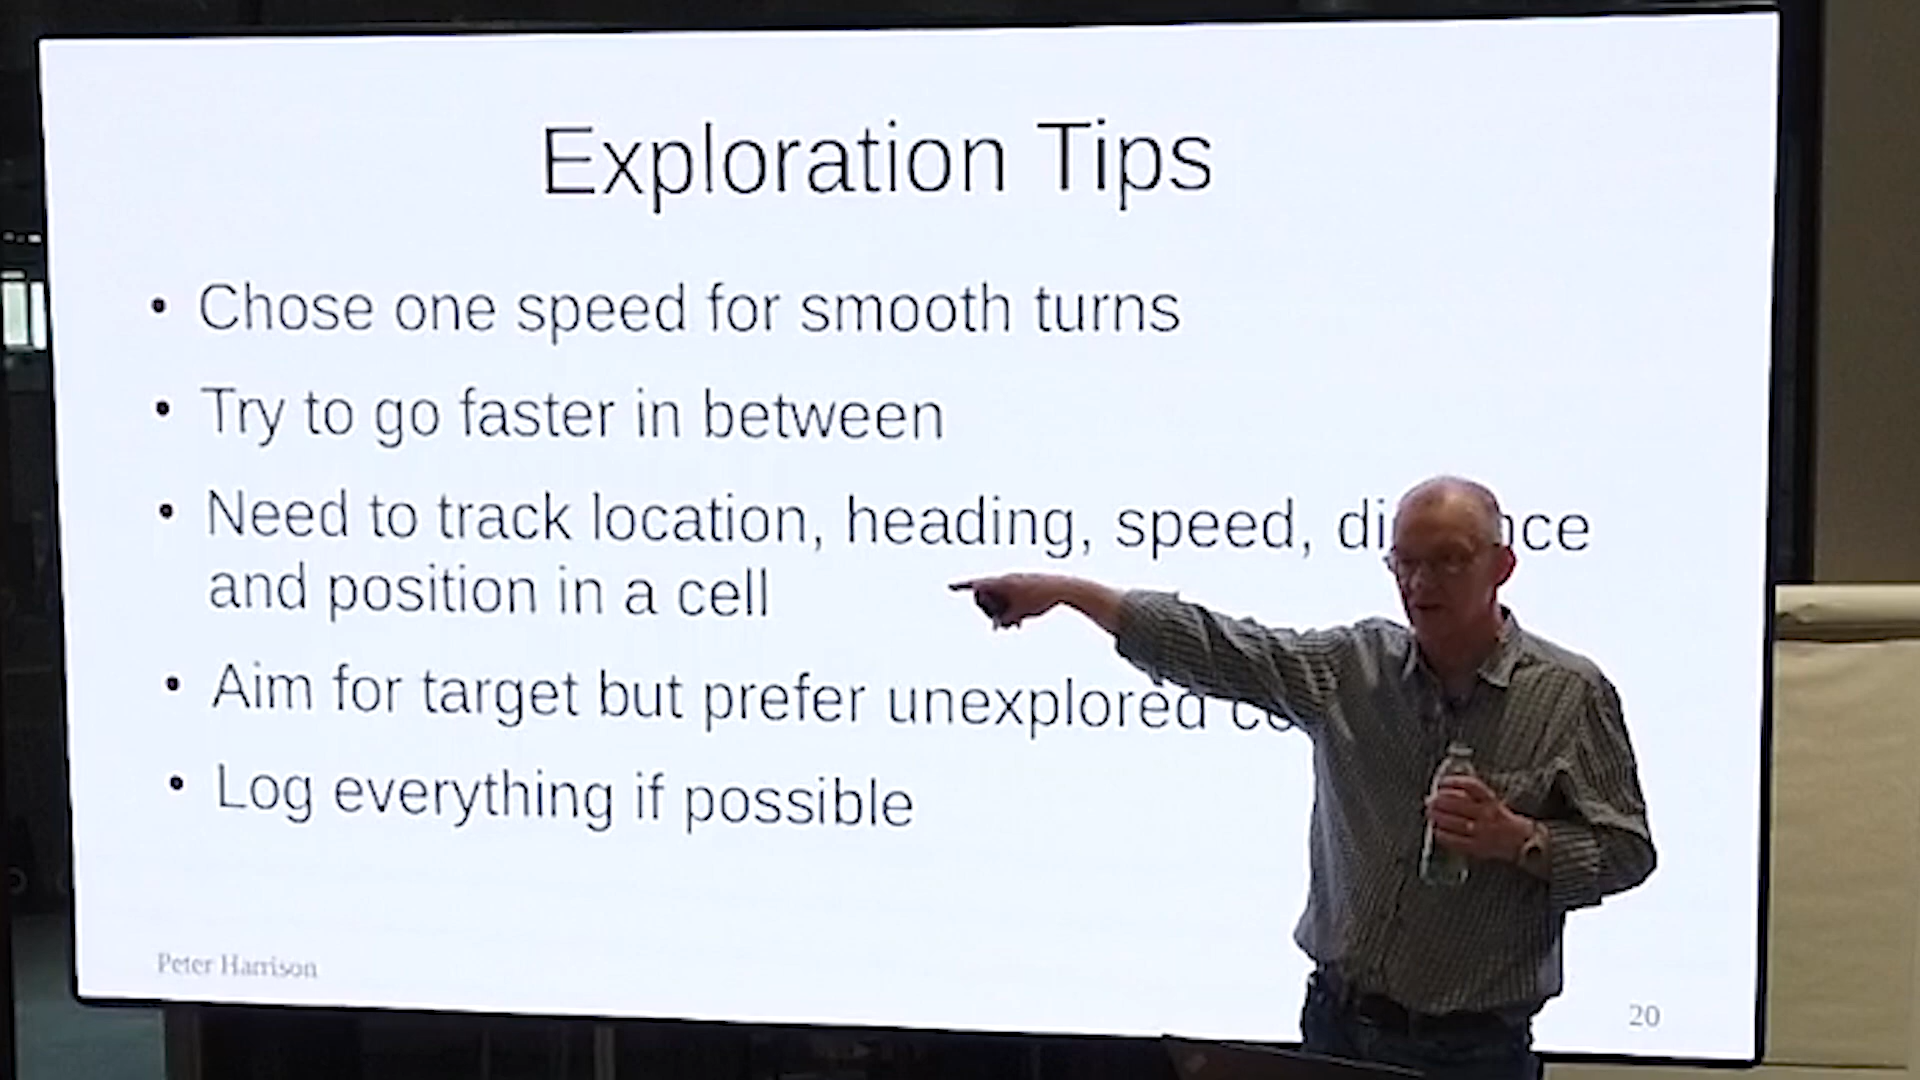 Exploration Tips
• Chose one speed for smooth turns
• Try to go faster in between
• Need to track location, heading, speed,
and position in a cell
• Aim for target but prefer unexplored
• Log everything if possible
Peter Harrison
20